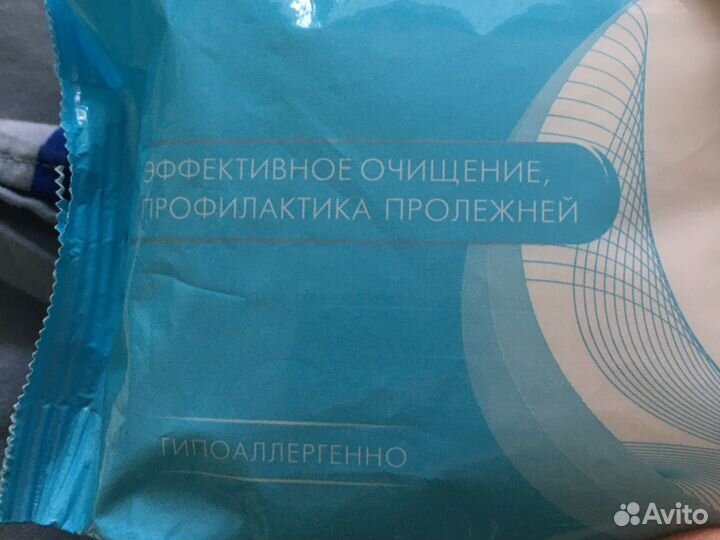 ЭФФЕКТИВНОЕ ОЧИЩЕНИЕ,
ПРОФИЛАКТИКА ПРОЛЕЖНЕЙ
ГИПОАЛЛЕРГЕННО
Avito